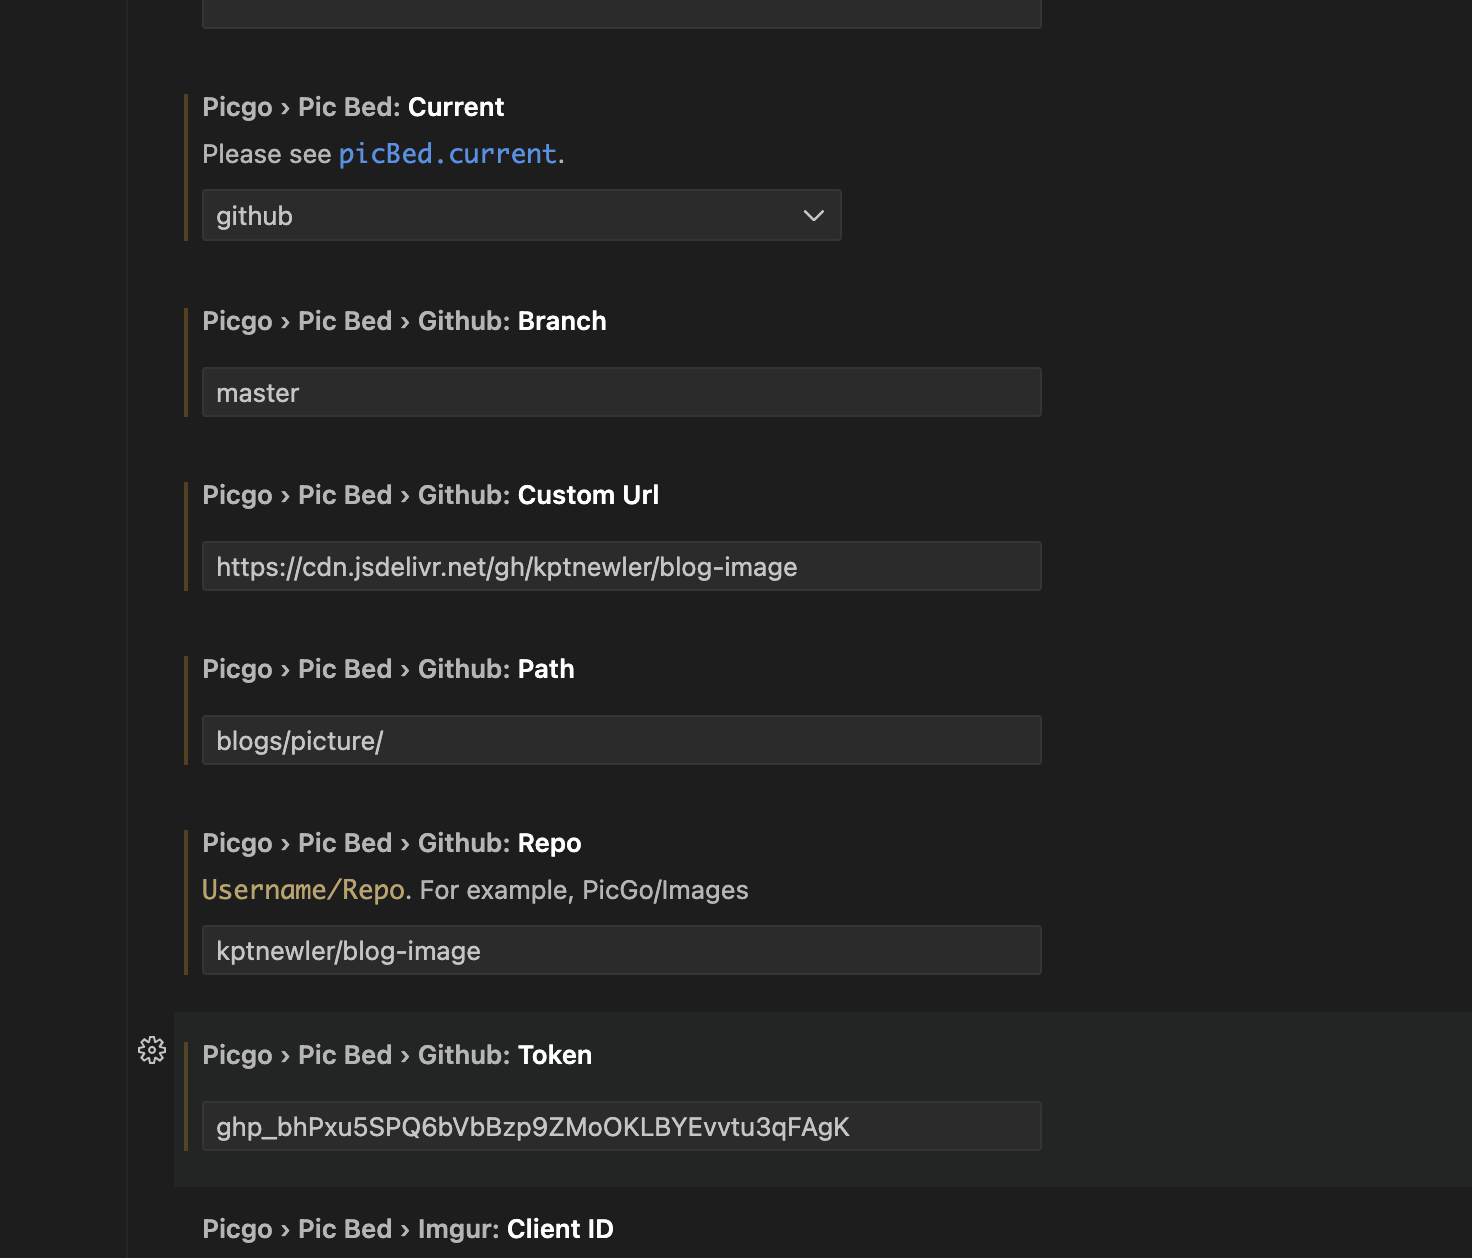 Picgo › Pic Bed: Current
Please see picBed.current.
github
Picgo › Pic Bed › Github: Branch
master
Picgo › Pic Bed › Github: Custom Url
https://cdn.jsdelivr.net/gh/kptnewler/blog-image
Picgo › Pic Bed › Github: Path
blogs/picture/
Picgo › Pic Bed › Github: Repo
Username/Repo. For example, PicGo/Images
kptnewler/blog-image
Picgo › Pic Bed › Github: Token
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
Picgo › Pic Bed › Imgur: Client ID